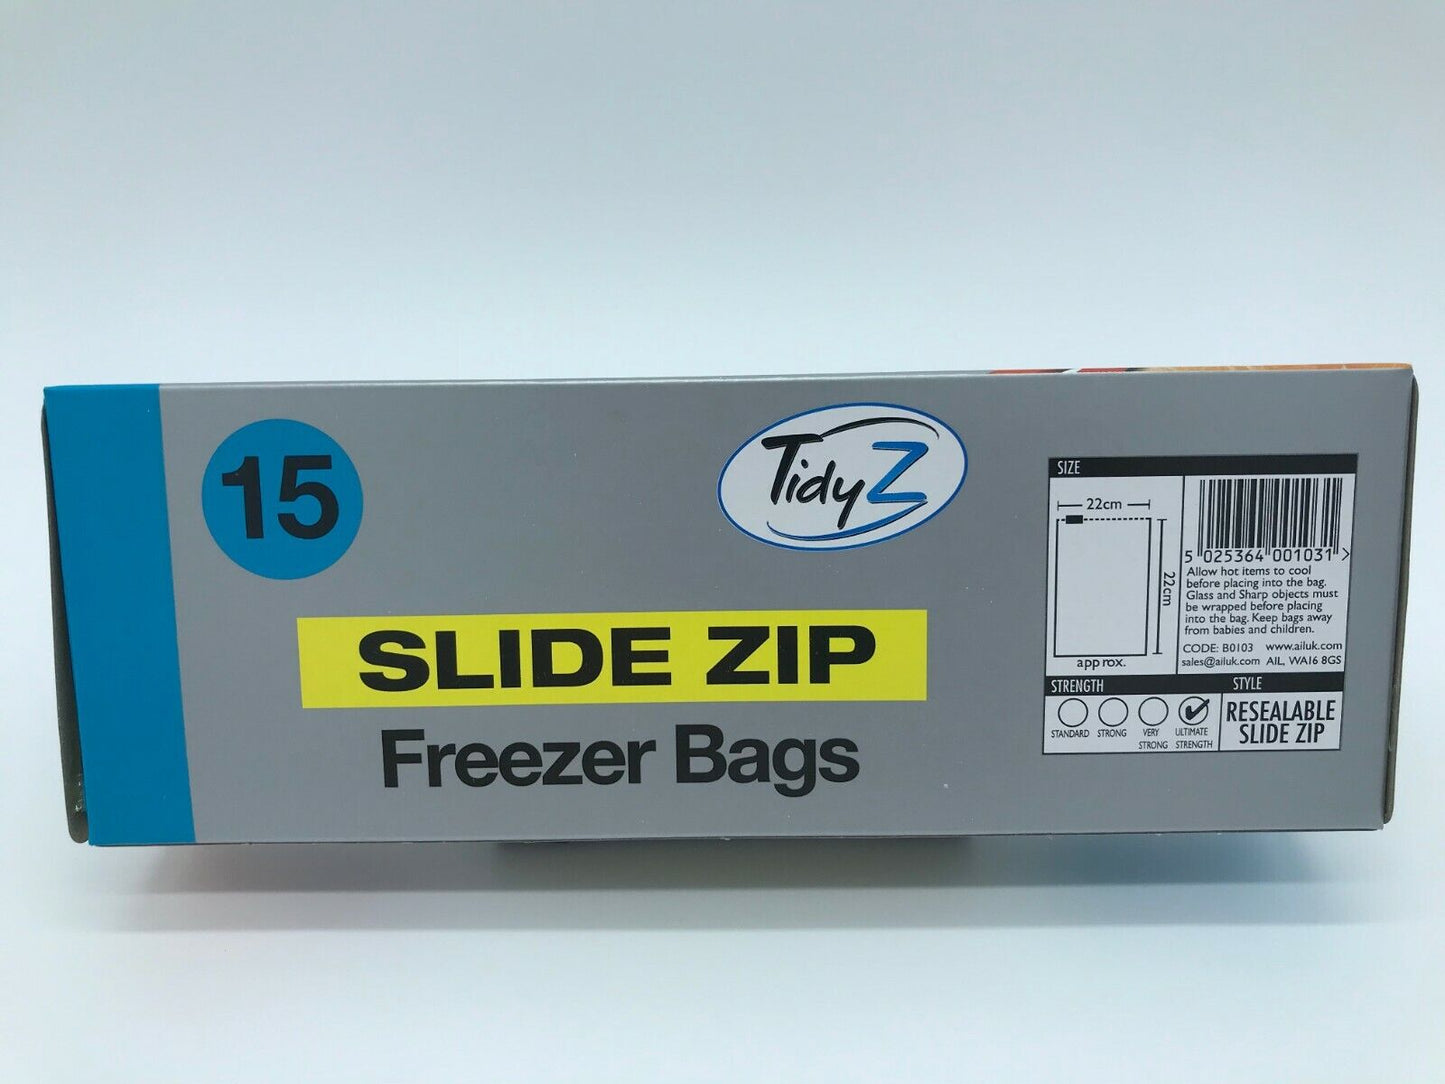 15
TidyZ
SLIDE ZIP
Freezer Bags
SIZE
22cm
22cm
approx.
5 025364 001031 >
Allow hot items to cool
before placing into the bag.
Glass and Sharp objects must
be wrapped before placing
into the bag. Keep bags away
from babies and children.
CODE: B0103 www.ailuk.com
sales@ailuk.com AIL, WA16 8GS
STRENGTH
STANDARD
STRONG
VERY
STRONG
ULTIMATE
STRENGTH
STYLE
RESEALABLE
SLIDE ZIP